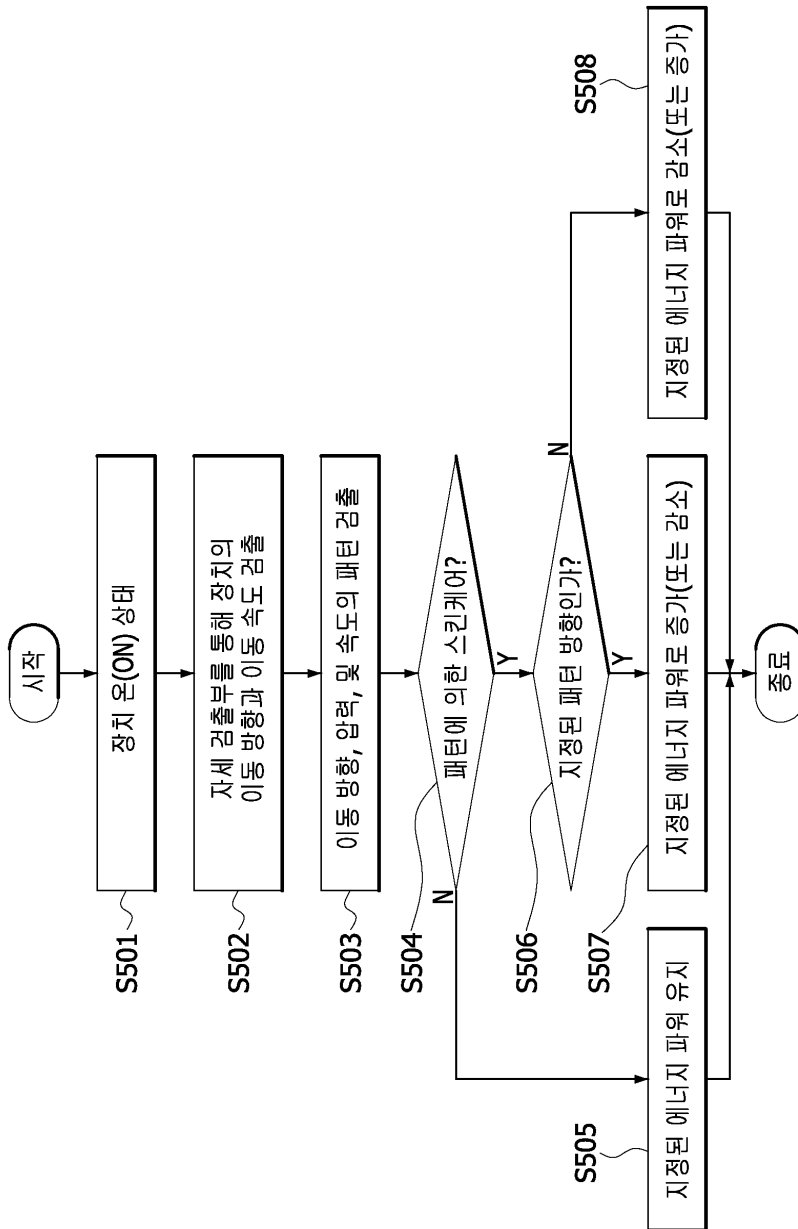 시작
장치 온(ON) 상태
S501
자세 검출부를 통해 장치의
이동 방향과 이동 속도 검출
S502
이동 방향, 압력, 및 속도의 패턴 검출
S503
패턴에 의한 스킨케어?
S504
N
Y
지정된 에너지 파워 유지
S505
지정된 패턴 방향인가?
S506
N
Y
지정된 에너지 파워로 증가(또는 감소)
S507
지정된 에너지 파워로 감소(또는 증가)
S508
종료